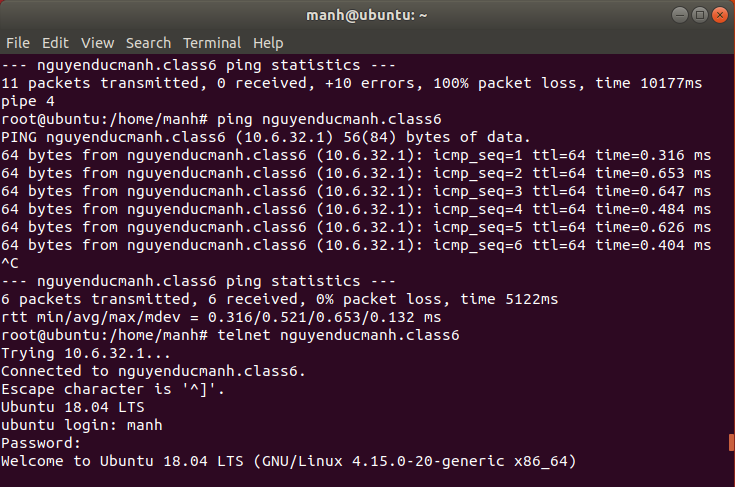 manh@ubuntu: ~
File Edit View Search Terminal Help
--- nguyenducmanh.class6 ping statistics ---
11 packets transmitted, 0 received, +10 errors, 100% packet loss, time 10177ms
pipe 4
root@ubuntu:/home/manh# ping nguyenducmanh.class6
PING nguyenducmanh.class6 (10.6.32.1) 56(84) bytes of data.
64 bytes from nguyenducmanh.class6 (10.6.32.1): icmp_seq=1 ttl=64 time=0.316 ms
64 bytes from nguyenducmanh.class6 (10.6.32.1): icmp_seq=2 ttl=64 time=0.653 ms
64 bytes from nguyenducmanh.class6 (10.6.32.1): icmp_seq=3 ttl=64 time=0.647 ms
64 bytes from nguyenducmanh.class6 (10.6.32.1): icmp_seq=4 ttl=64 time=0.484 ms
64 bytes from nguyenducmanh.class6 (10.6.32.1): icmp_seq=5 ttl=64 time=0.626 ms
64 bytes from nguyenducmanh.class6 (10.6.32.1): icmp_seq=6 ttl=64 time=0.404 ms
^C
--- nguyenducmanh.class6 ping statistics ---
6 packets transmitted, 6 received, 0% packet loss, time 5122ms
rtt min/avg/max/mdev = 0.316/0.521/0.653/0.132 ms
root@ubuntu:/home/manh# telnet nguyenducmanh.class6
Trying 10.6.32.1...
Connected to nguyenducmanh.class6.
Escape character is '^]'.
Ubuntu 18.04 LTS
ubuntu login: manh
Password:
Welcome to Ubuntu 18.04 LTS (GNU/Linux 4.15.0-20-generic x86_64)